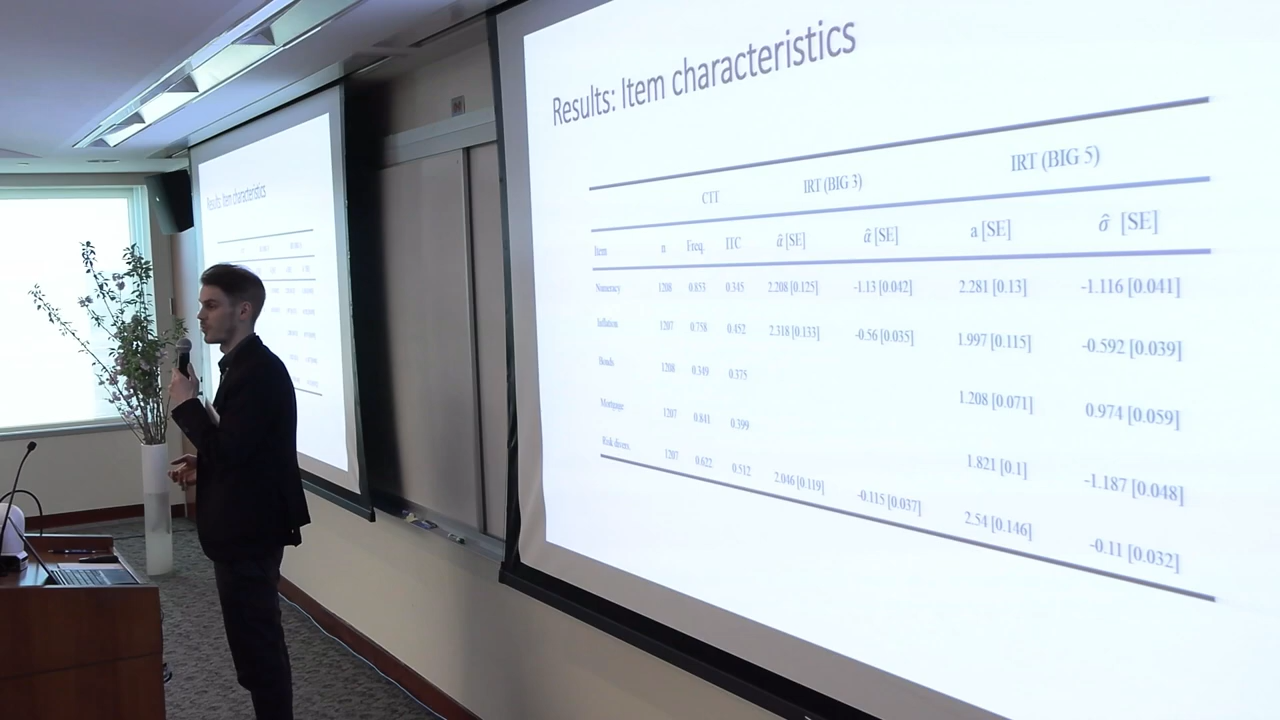 Results: Item characteristics
CTT IRT (BIG 3) IRT (BIG 5)
Item n Freq. ITC α̂ [SE] α̂ [SE] a [SE] σ̂ [SE]
Numeracy 1208 0.853 0.345 2.208 [0.125] -1.13 [0.042] 2.281 [0.13] -1.116 [0.041]
Inflation 1207 0.758 0.452 2.318 [0.133] -0.56 [0.035] 1.997 [0.115] -0.592 [0.039]
Bonds 1208 0.349 0.375 1.208 [0.071] 0.974 [0.059]
Mortgage 1207 0.841 0.399 1.821 [0.1] -1.187 [0.048]
Risk divers. 1207 0.622 0.512 2.046 [0.119] -0.115 [0.037] 2.54 [0.146] -0.11 [0.032]
Results: Item characteristics